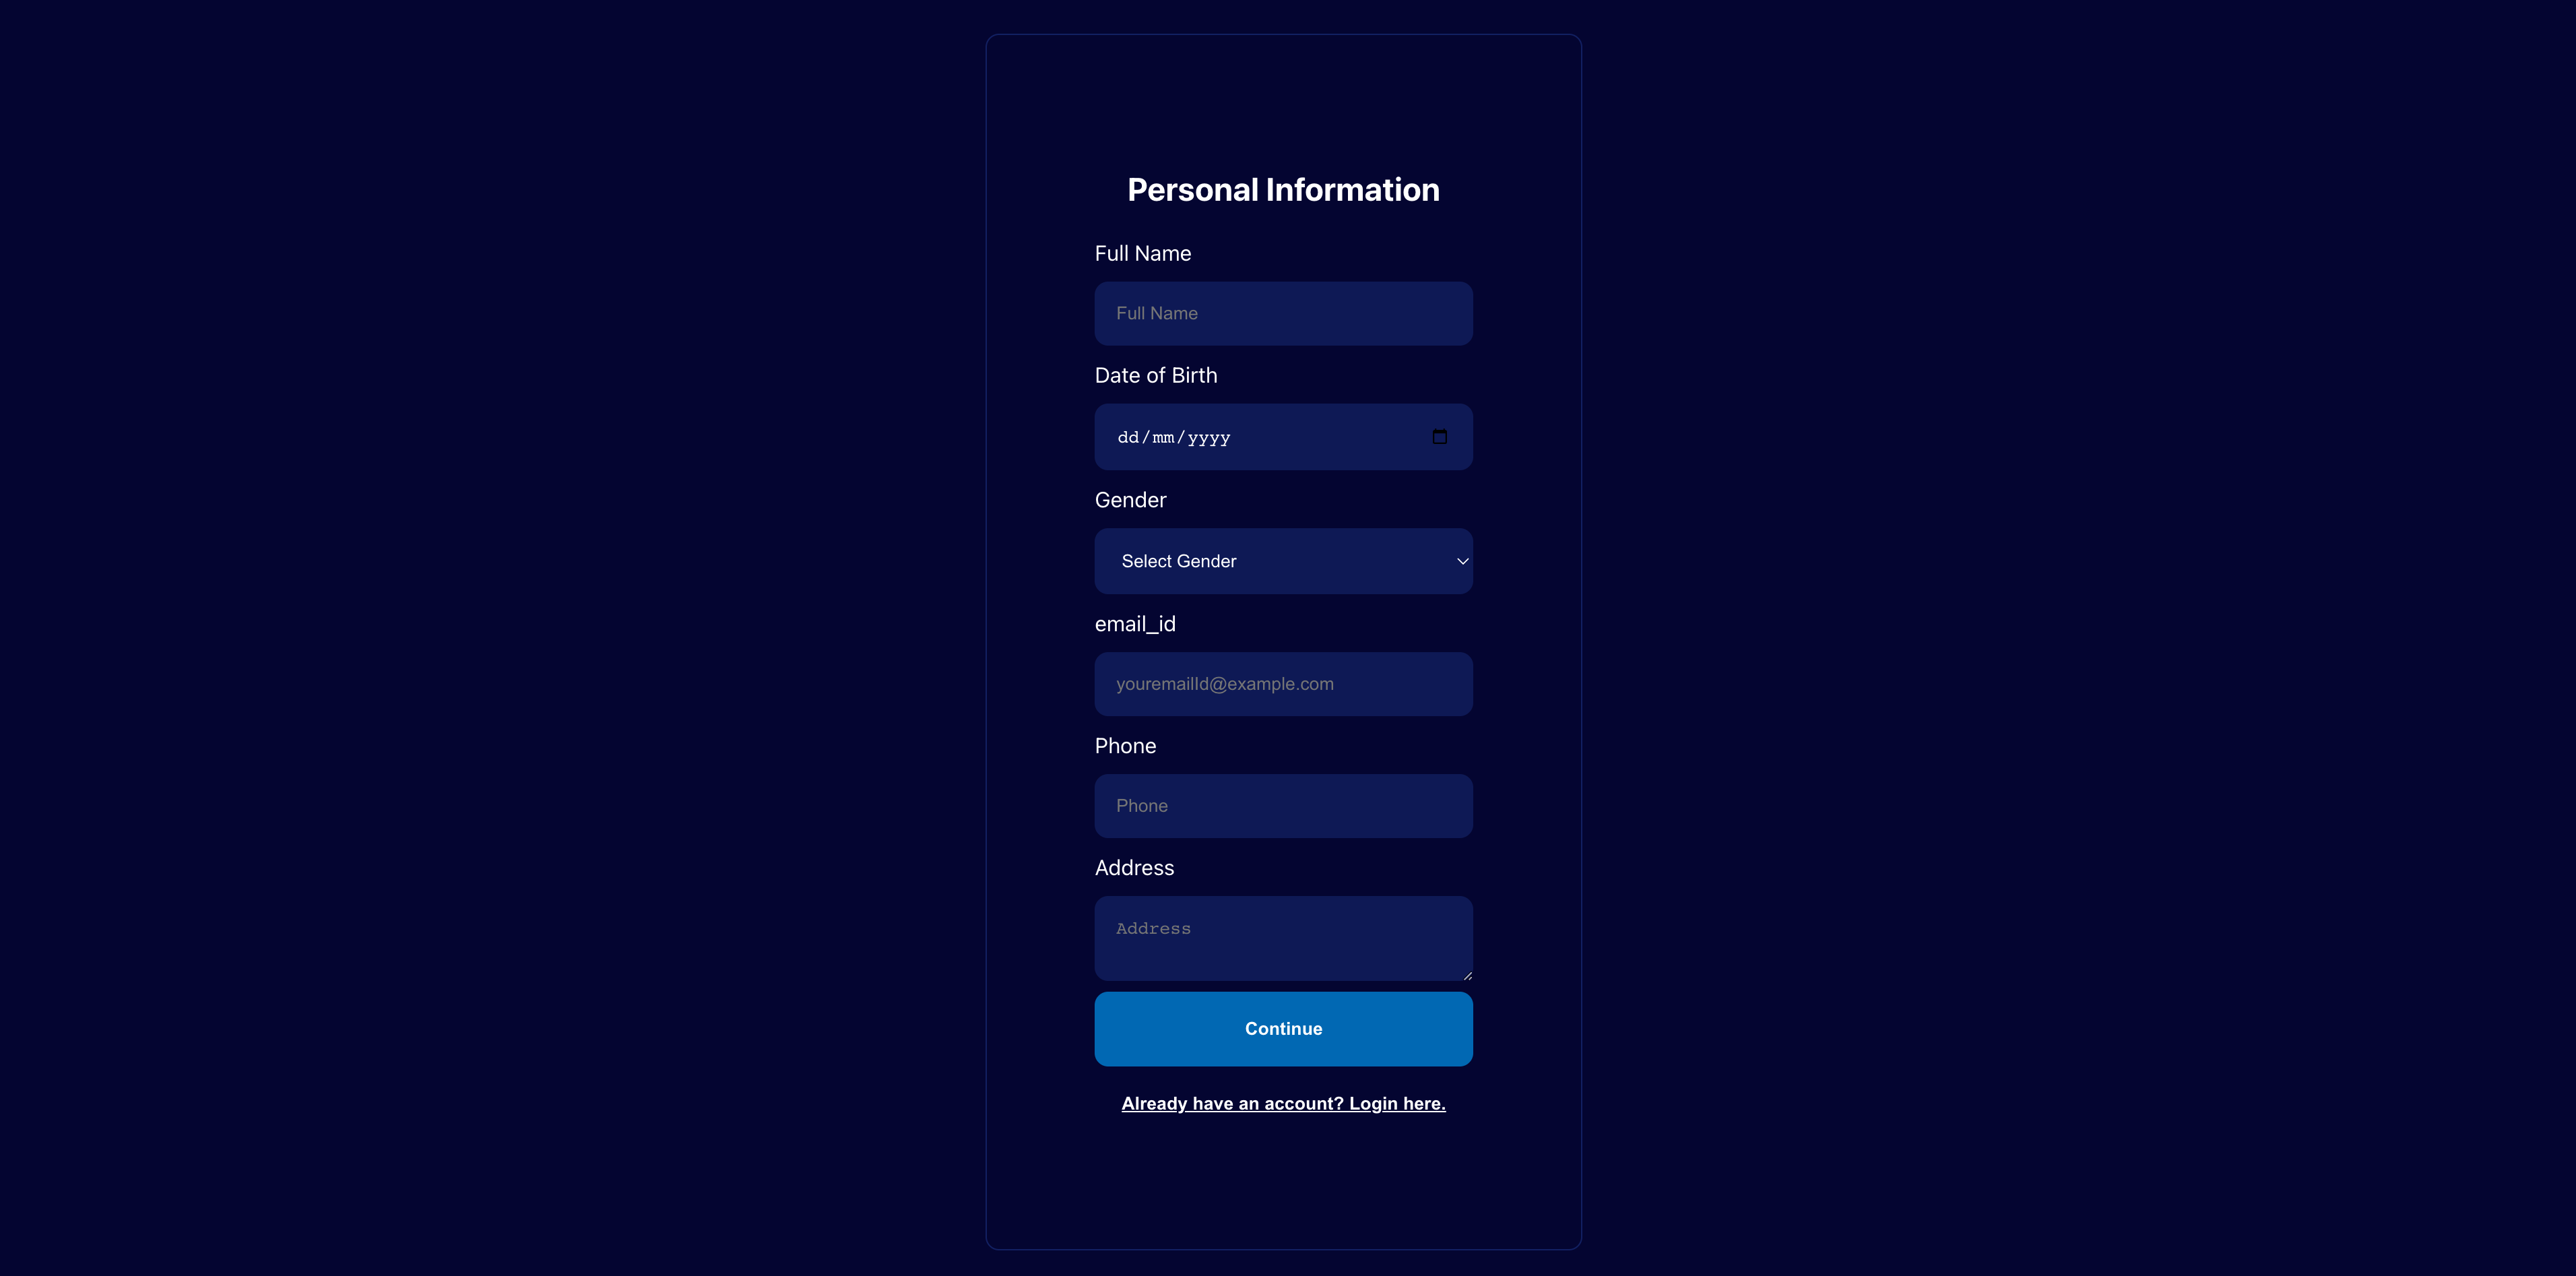 Personal Information
Full Name
Full Name
Date of Birth
dd/mm/yyyy
Gender
Select Gender
email_id
youremailId@example.com
Phone
Phone
Address
Address
Continue
Already have an account? Login here.